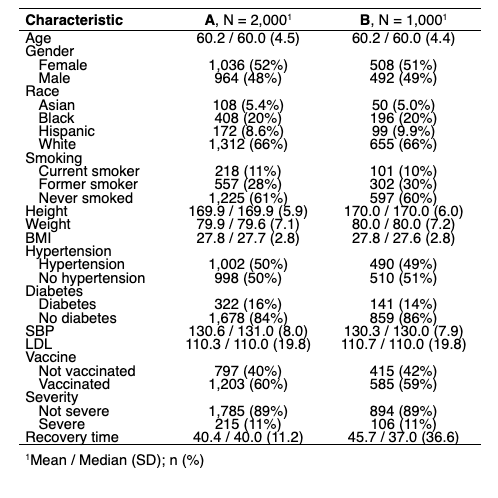 Characteristic A, N = 2,000¹ B, N = 1,000¹
Age 60.2 / 60.0 (4.5) 60.2 / 60.0 (4.4)
Gender
Female 1,036 (52%) 508 (51%)
Male 964 (48%) 492 (49%)
Race
Asian 108 (5.4%) 50 (5.0%)
Black 408 (20%) 196 (20%)
Hispanic 172 (8.6%) 99 (9.9%)
White 1,312 (66%) 655 (66%)
Smoking
Current smoker 218 (11%) 101 (10%)
Former smoker 557 (28%) 302 (30%)
Never smoked 1,225 (61%) 597 (60%)
Height 169.9 / 169.9 (5.9) 170.0 / 170.0 (6.0)
Weight 79.9 / 79.6 (7.1) 80.0 / 80.0 (7.2)
BMI 27.8 / 27.7 (2.8) 27.8 / 27.6 (2.8)
Hypertension
Hypertension 1,002 (50%) 490 (49%)
No hypertension 998 (50%) 510 (51%)
Diabetes
Diabetes 322 (16%) 141 (14%)
No diabetes 1,678 (84%) 859 (86%)
SBP 130.6 / 131.0 (8.0) 130.3 / 130.0 (7.9)
LDL 110.3 / 110.0 (19.8) 110.7 / 110.0 (19.8)
Vaccine
Not vaccinated 797 (40%) 415 (42%)
Vaccinated 1,203 (60%) 585 (59%)
Severity
Not severe 1,785 (89%) 894 (89%)
Severe 215 (11%) 106 (11%)
Recovery time 40.4 / 40.0 (11.2) 45.7 / 37.0 (36.6)
¹Mean / Median (SD); n (%)